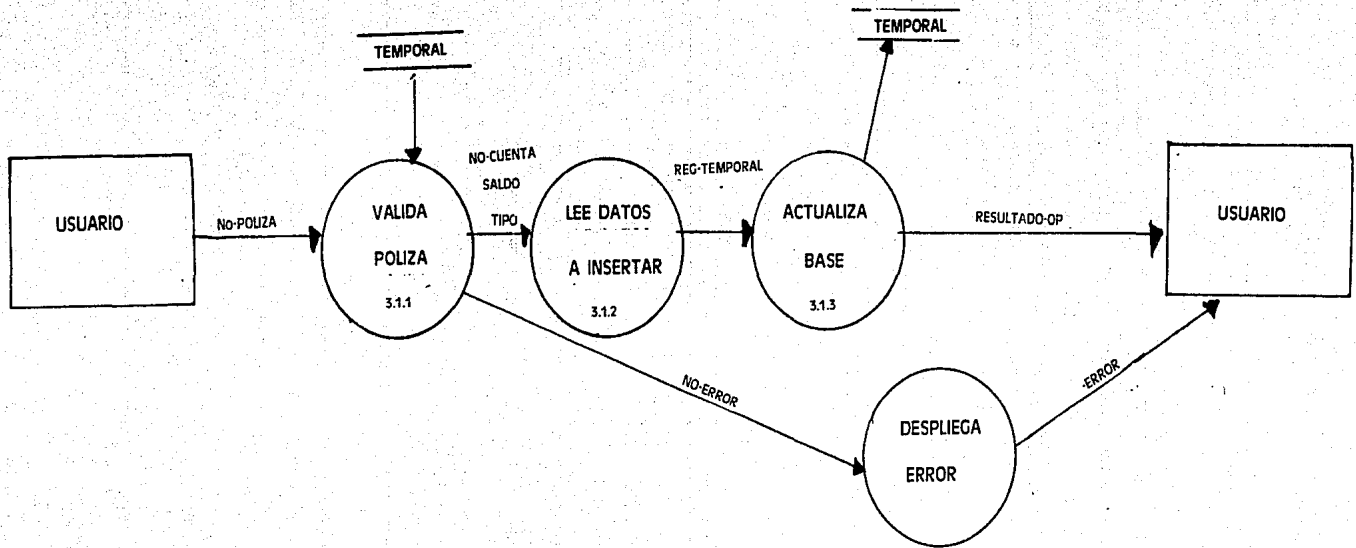 TEMPORAL
TEMPORAL
USUARIO
No-POLIZA
VALIDA
POLIZA
3.1.1
NO-CUENTA
SALDO
TIPO
LEE DATOS
A INSERTAR
3.1.2
REG-TEMPORAL
ACTUALIZA
BASE
3.1.3
RESULTADO-OP
USUARIO
NO-ERROR
DESPLIEGA
ERROR
-ERROR